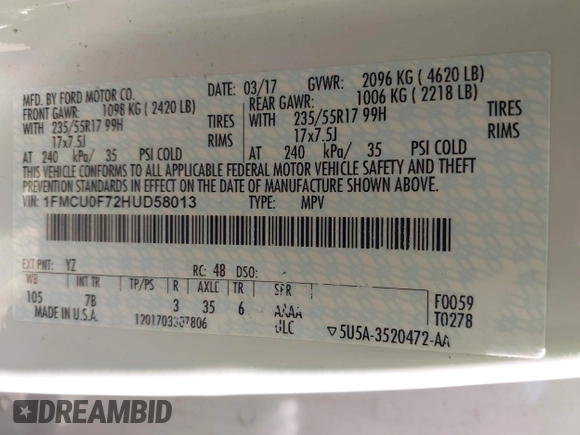 MFD. BY FORD MOTOR CO.
DATE: 03/17 GVWR: 2096 KG ( 4620 LB)
FRONT GAWR: 1098 KG ( 2420 LB) REAR GAWR: 1006 KG ( 2218 LB)
WITH 235/55R17 99H TIRES WITH 235/55R17 99H TIRES
17x7.5J RIMS 17x7.5J RIMS
AT 240 kPa/ 35 PSI COLD AT 240 kPa/ 35 PSI COLD
THIS VEHICLE CONFORMS TO ALL APPLICABLE FEDERAL MOTOR VEHICLE SAFETY AND THEFT
PREVENTION STANDARDS IN EFFECT ON THE DATE OF MANUFACTURE SHOWN ABOVE.
VIN: 1FMCU0F72HUD58013 TYPE: MPV
EXT PNT: YZ RC: 48 DSO:
WB INT TR TP/PS R AXLE TR SPR
105 7B 3 35 6 AAAA F0059
MADE IN U.S.A. ULC T0278
▽5U5A-3520472-AA
DREAMBID